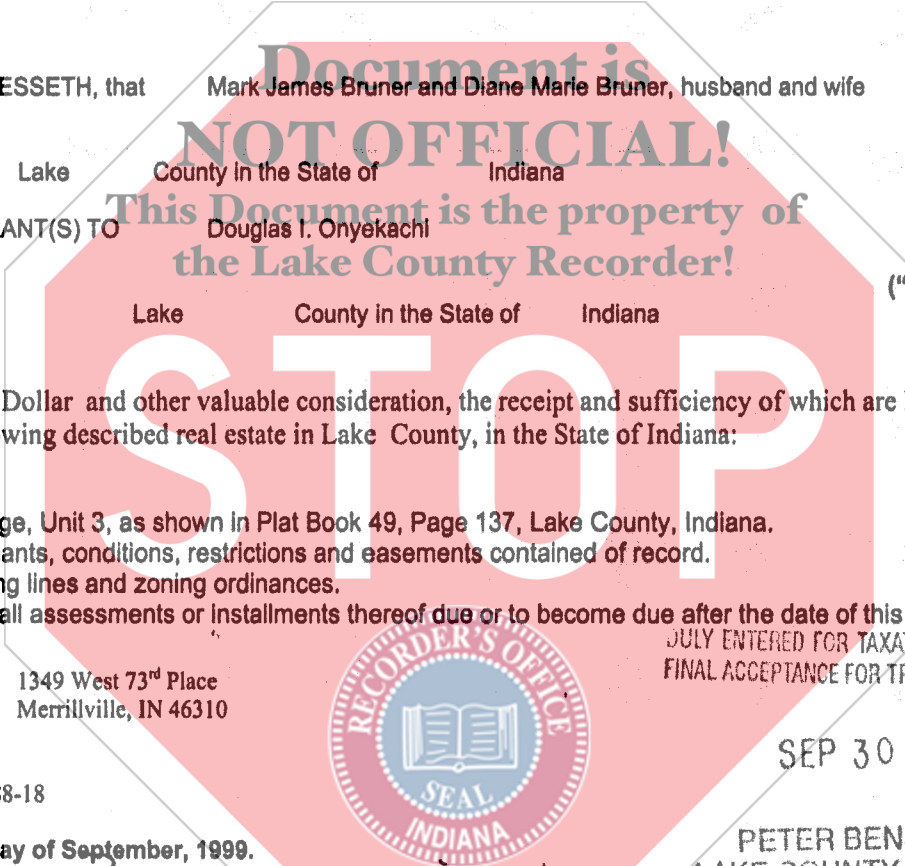 Document is
ESSETH, that Mark James Bruner and Diane Marie Bruner, husband and wife
NOT OFFICIAL!
Lake County in the State of Indiana
This Document is the property of
ANT(S) TO Douglas I. Onyekachi
the Lake County Recorder!
("
Lake County in the State of Indiana
STOP
Dollar and other valuable consideration, the receipt and sufficiency of which are
wing described real estate in Lake County, in the State of Indiana:
ge, Unit 3, as shown in Plat Book 49, Page 137, Lake County, Indiana.
ants, conditions, restrictions and easements contained of record.
ng lines and zoning ordinances.
all assessments or installments thereof due or to become due after the date of this
DULY ENTERED FOR TAXA
FINAL ACCEPTANCE FOR TR
1349 West 73rd Place
Merrillville, IN 46310
RECORDER'S OFFICE
SEAL
INDIANA
SEP 30
8-18
ay of September, 1999.
PETER BEN
LAKE COUNTY